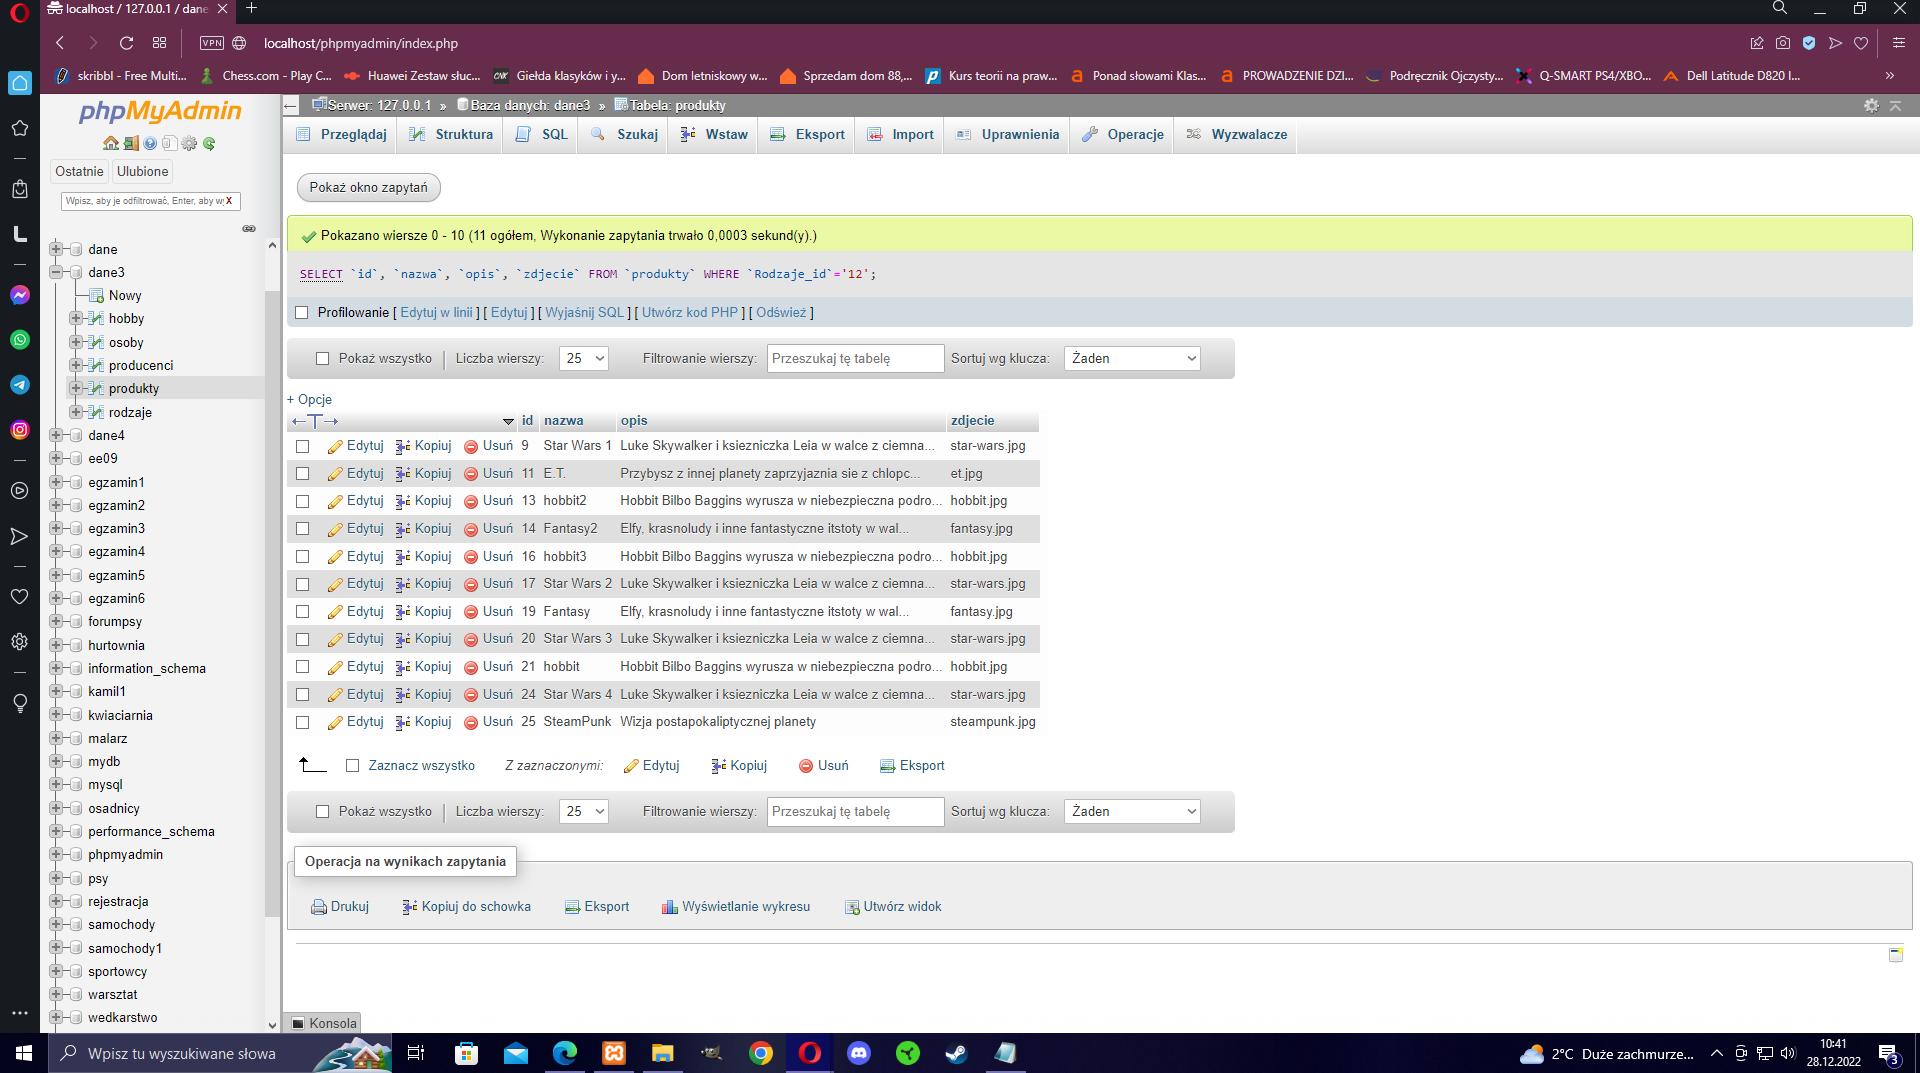 localhost / 127.0.0.1 / dane
VPN
localhost/phpmyadmin/index.php
skribbl - Free Multi...
Chess.com - Play C...
Huawei Zestaw słuc...
Giełda klasyków i y...
Dom letniskowy w...
Sprzedam dom 88,...
Kurs teorii na praw...
Ponad słowami Klas...
PROWADZENIE DZI...
Podręcznik Ojczysty...
Q-SMART PS4/XBO...
Dell Latitude D820 I...
phpMyAdmin
Ostatnie Ulubione
Wpisz, aby je odfiltrować, Enter, aby wy X
dane
dane3
Nowy
hobby
osoby
producenci
produkty
rodzaje
dane4
ee09
egzamin1
egzamin2
egzamin3
egzamin4
egzamin5
egzamin6
forumpsy
hurtownia
information_schema
kamil1
kwiaciarnia
malarz
mydb
mysql
osadnicy
performance_schema
phpmyadmin
psy
rejestracja
samochody
samochody1
sportowcy
warsztat
wedkarstwo
Serwer: 127.0.0.1 » Baza danych: dane3 » Tabela: produkty
Przeglądaj Struktura SQL Szukaj Wstaw Eksport Import Uprawnienia Operacje Wyzwalacze
Pokaż okno zapytań
Pokazano wiersze 0 - 10 (11 ogółem, Wykonanie zapytania trwało 0,0003 sekund(y).)
SELECT `id`, `nazwa`, `opis`, `zdjecie` FROM `produkty` WHERE `Rodzaje_id`='12';
Profilowanie [ Edytuj w linii ] [ Edytuj ] [ Wyjaśnij SQL ] [ Utwórz kod PHP ] [ Odśwież ]
Pokaż wszystko | Liczba wierszy: 25 Filtrowanie wierszy: Przeszukaj tę tabelę Sortuj wg klucza: Żaden
+ Opcje
←T→ id nazwa opis zdjecie
Edytuj Kopiuj Usuń 9 Star Wars 1 Luke Skywalker i ksiezniczka Leia w walce z ciemna... star-wars.jpg
Edytuj Kopiuj Usuń 11 E.T. Przybysz z innej planety zaprzyjaznia sie z chlopc... et.jpg
Edytuj Kopiuj Usuń 13 hobbit2 Hobbit Bilbo Baggins wyrusza w niebezpieczna podro... hobbit.jpg
Edytuj Kopiuj Usuń 14 Fantasy2 Elfy, krasnoludy i inne fantastyczne itstoty w wal... fantasy.jpg
Edytuj Kopiuj Usuń 16 hobbit3 Hobbit Bilbo Baggins wyrusza w niebezpieczna podro... hobbit.jpg
Edytuj Kopiuj Usuń 17 Star Wars 2 Luke Skywalker i ksiezniczka Leia w walce z ciemna... star-wars.jpg
Edytuj Kopiuj Usuń 19 Fantasy Elfy, krasnoludy i inne fantastyczne itstoty w wal... fantasy.jpg
Edytuj Kopiuj Usuń 20 Star Wars 3 Luke Skywalker i ksiezniczka Leia w walce z ciemna... star-wars.jpg
Edytuj Kopiuj Usuń 21 hobbit Hobbit Bilbo Baggins wyrusza w niebezpieczna podro... hobbit.jpg
Edytuj Kopiuj Usuń 24 Star Wars 4 Luke Skywalker i ksiezniczka Leia w walce z ciemna... star-wars.jpg
Edytuj Kopiuj Usuń 25 SteamPunk Wizja postapokaliptycznej planety steampunk.jpg
Zaznacz wszystko Z zaznaczonymi: Edytuj Kopiuj Usuń Eksport
Pokaż wszystko | Liczba wierszy: 25 Filtrowanie wierszy: Przeszukaj tę tabelę Sortuj wg klucza: Żaden
Operacja na wynikach zapytania
Drukuj Kopiuj do schowka Eksport Wyświetlanie wykresu Utwórz widok
Konsola
Wpisz tu wyszukiwane słowa
2°C Duże zachmurze...
10:41
28.12.2022
3